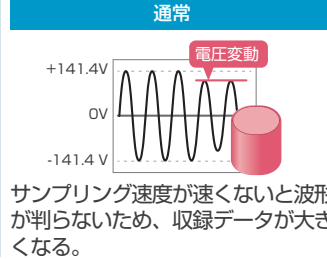 通常
電圧変動
+141.4V
0V
-141.4 V
サンプリング速度が速くないと波形
が判らないため、収録データが大き
くなる。